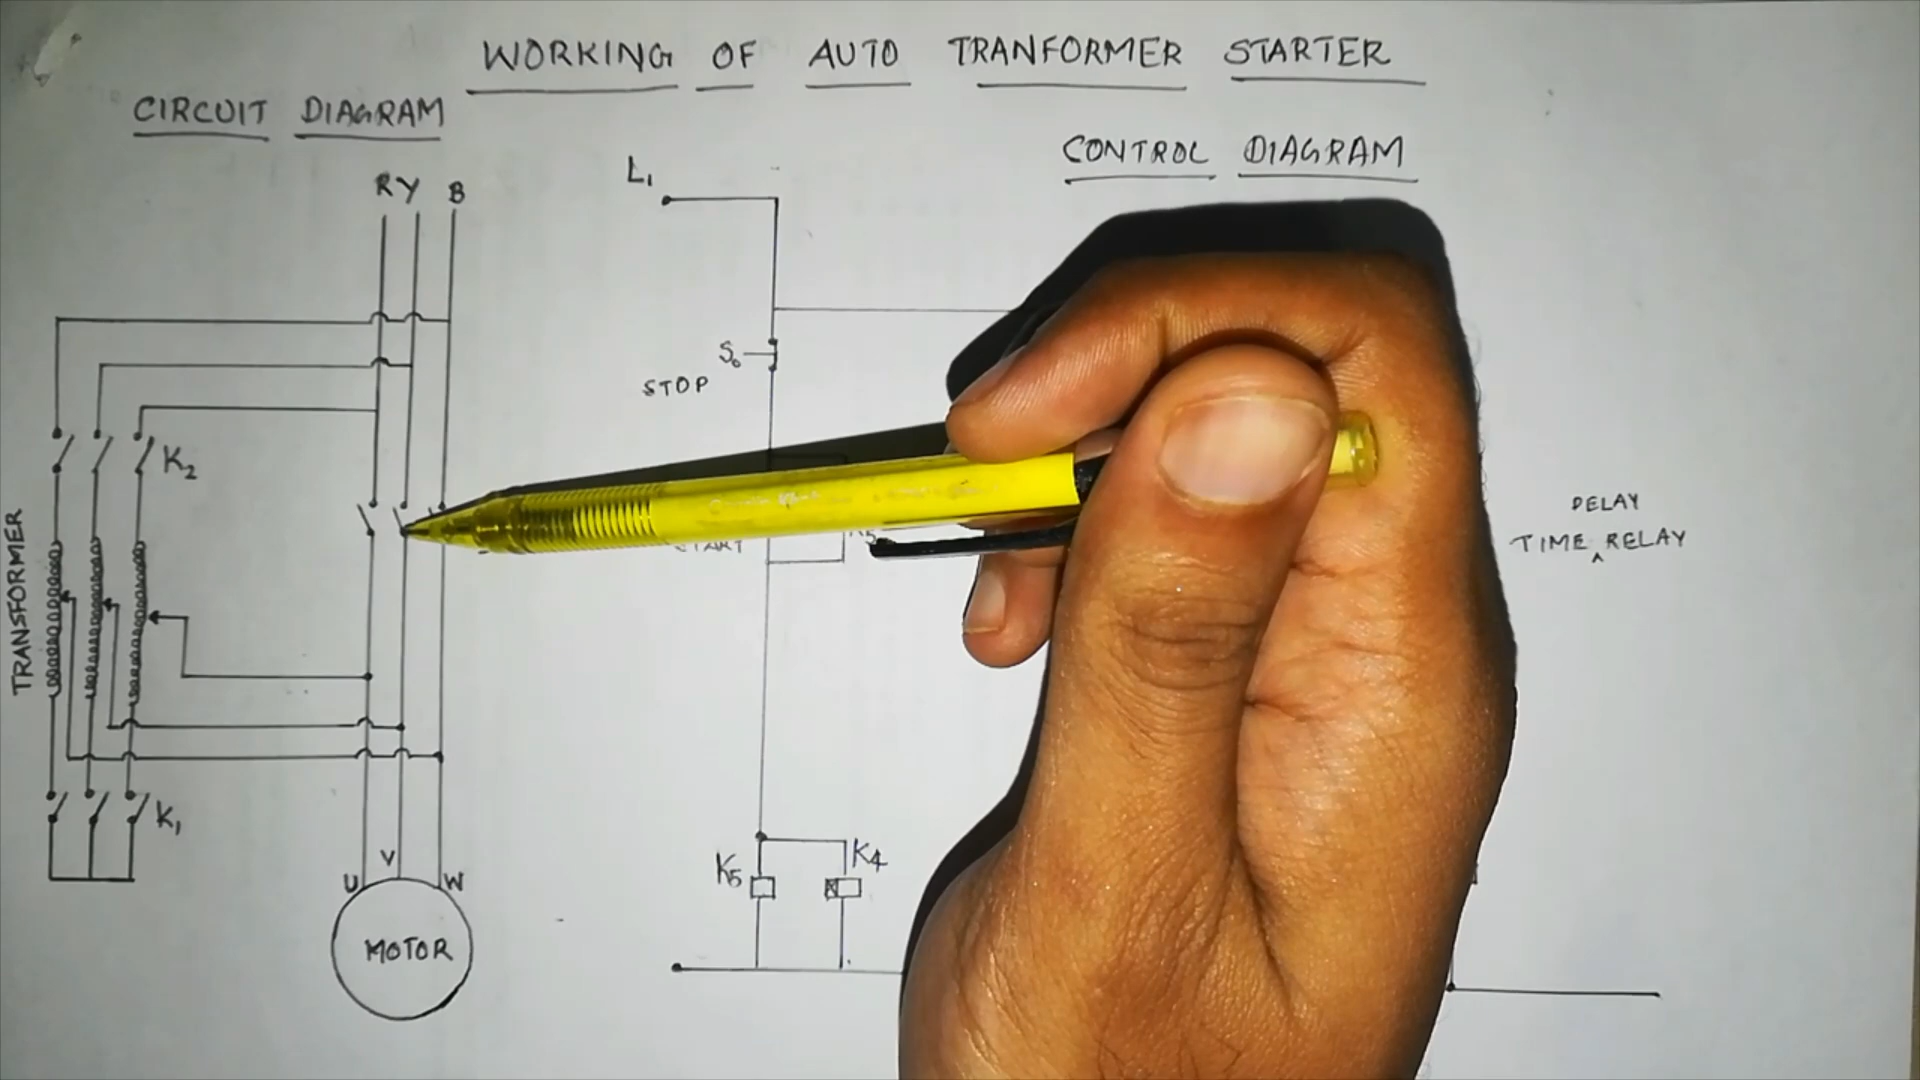 WORKING OF AUTO TRANFORMER STARTER
CIRCUIT DIAGRAM
CONTROL DIAGRAM
R Y B
L1
S0
STOP
K2
TRANSFORMER
DELAY
TIME ^ RELAY
K1
K5
K4
U V W
MOTOR